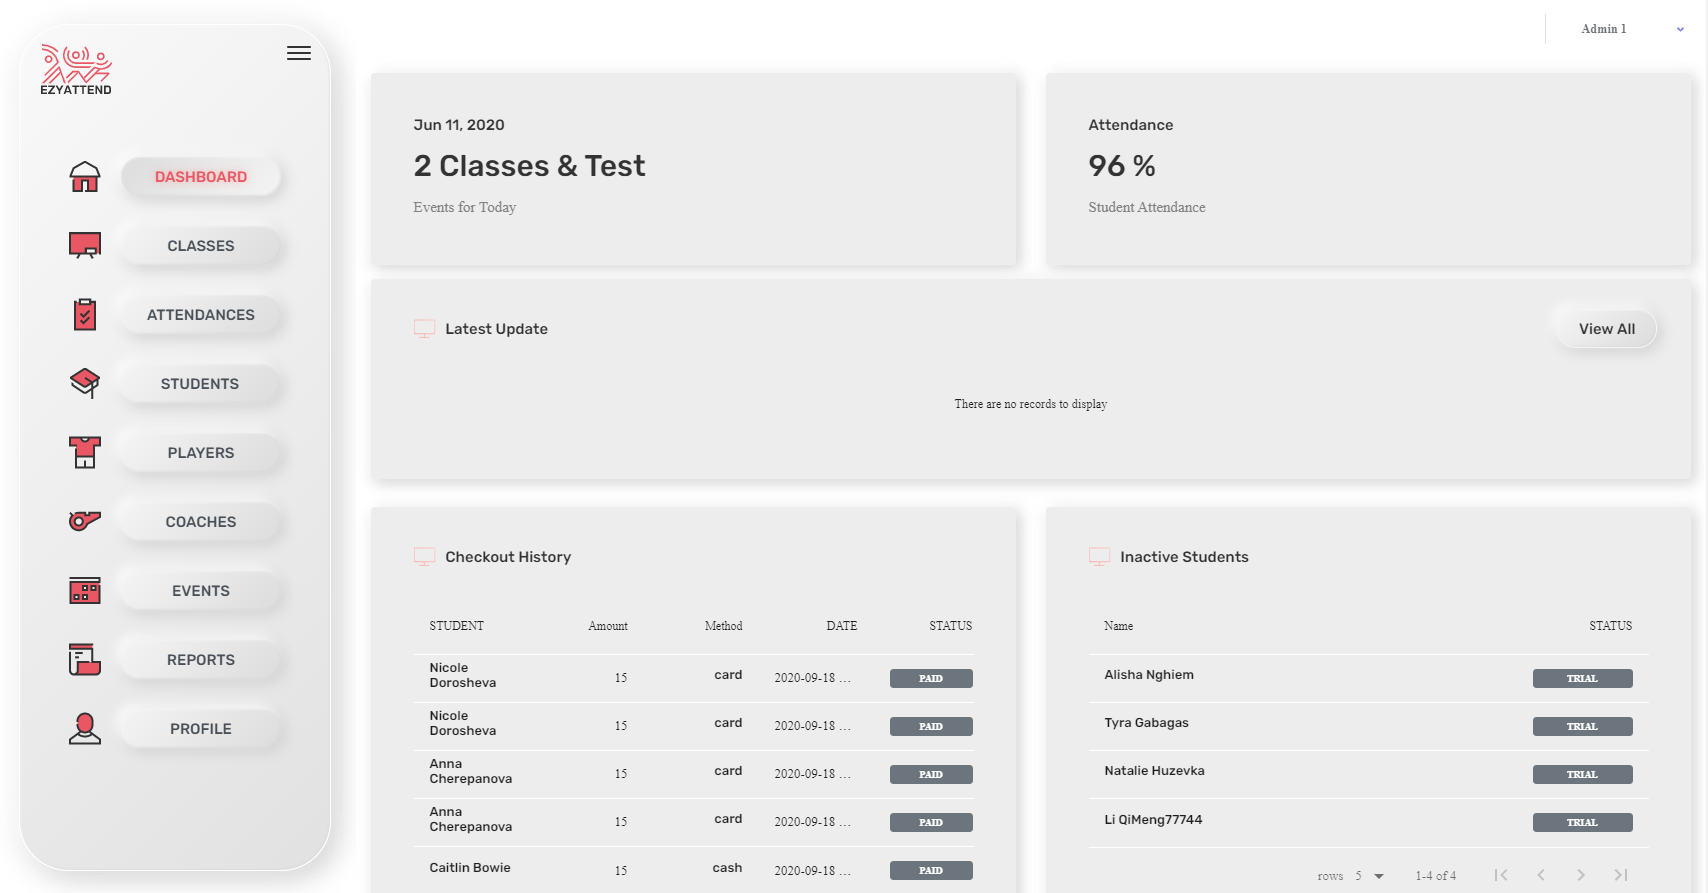 EZYATTEND
Admin 1
DASHBOARD
CLASSES
ATTENDANCES
STUDENTS
PLAYERS
COACHES
EVENTS
REPORTS
PROFILE
Jun 11, 2020
2 Classes & Test
Events for Today
Attendance
96 %
Student Attendance
Latest Update
View All
There are no records to display
Checkout History
STUDENT Amount Method DATE STATUS
Nicole
Dorosheva 15 card 2020-09-18 ... PAID
Nicole
Dorosheva 15 card 2020-09-18 ... PAID
Anna
Cherepanova 15 card 2020-09-18 ... PAID
Anna
Cherepanova 15 card 2020-09-18 ... PAID
Caitlin Bowie 15 cash 2020-09-18 ... PAID
Inactive Students
Name STATUS
Alisha Nghiem TRIAL
Tyra Gabagas TRIAL
Natalie Huzevka TRIAL
Li QiMeng77744 TRIAL
rows 5 1-4 of 4